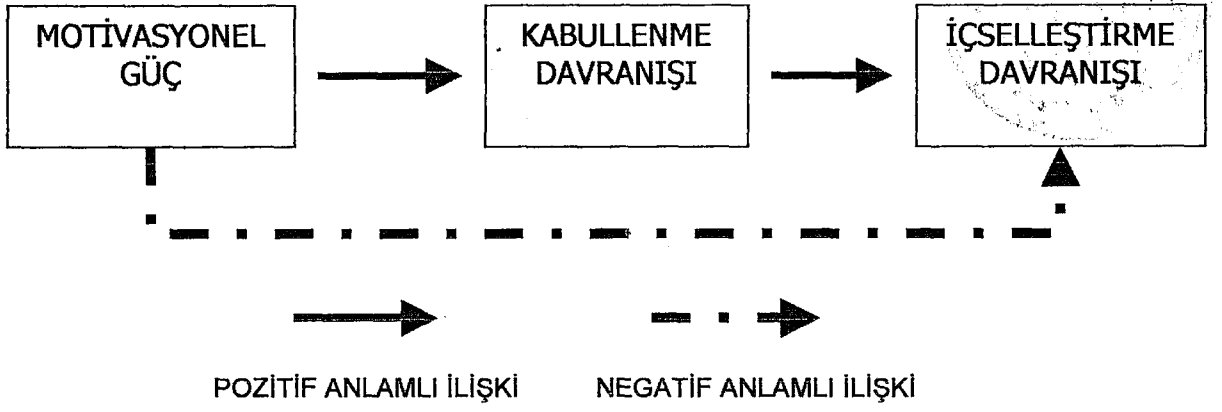 MOTİVASYONEL
GÜÇ
KABULLENME
DAVRANIŞI
İÇSELLEŞTİRME
DAVRANIŞI
POZİTİF ANLAMLI İLİŞKİ
NEGATİF ANLAMLI İLİŞKİ